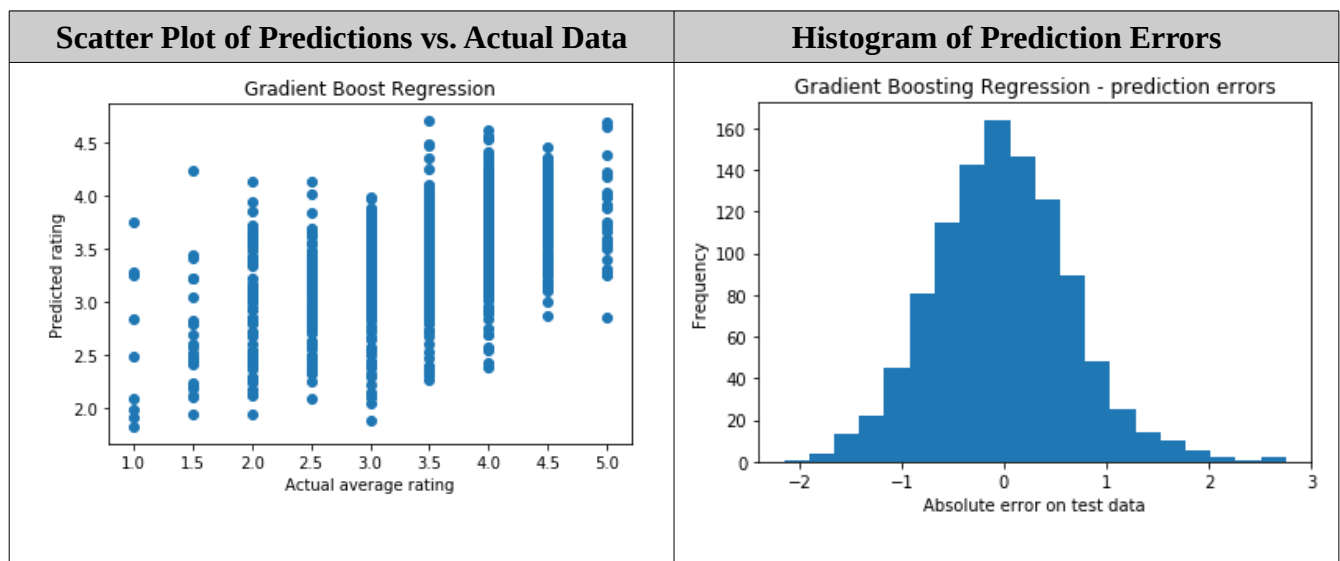 Scatter Plot of Predictions vs. Actual Data
Histogram of Prediction Errors
Gradient Boost Regression
4.5
4.0
3.5
3.0
2.5
2.0
Predicted rating
1.0 1.5 2.0 2.5 3.0 3.5 4.0 4.5 5.0
Actual average rating
Gradient Boosting Regression - prediction errors
160
140
120
100
80
60
40
20
0
Frequency
−2 −1 0 1 2 3
Absolute error on test data